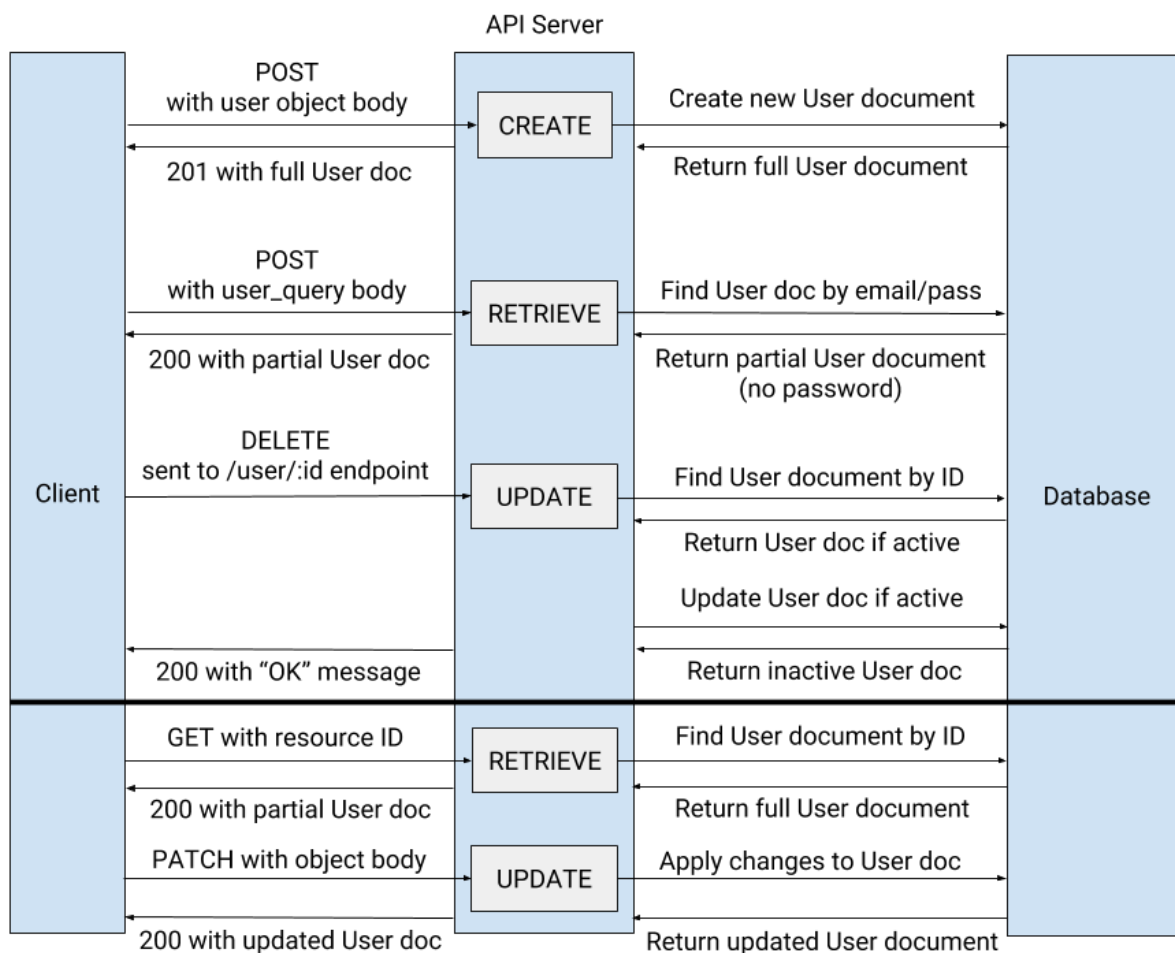 API Server
POST
with user object body
CREATE
Create new User document
201 with full User doc
Return full User document
POST
with user_query body
RETRIEVE
Find User doc by email/pass
200 with partial User doc
Return partial User document
(no password)
DELETE
sent to /user/:id endpoint
Client
UPDATE
Find User document by ID
Database
Return User doc if active
Update User doc if active
200 with “OK” message
Return inactive User doc
GET with resource ID
RETRIEVE
Find User document by ID
200 with partial User doc
Return full User document
PATCH with object body
UPDATE
Apply changes to User doc
200 with updated User doc
Return updated User document